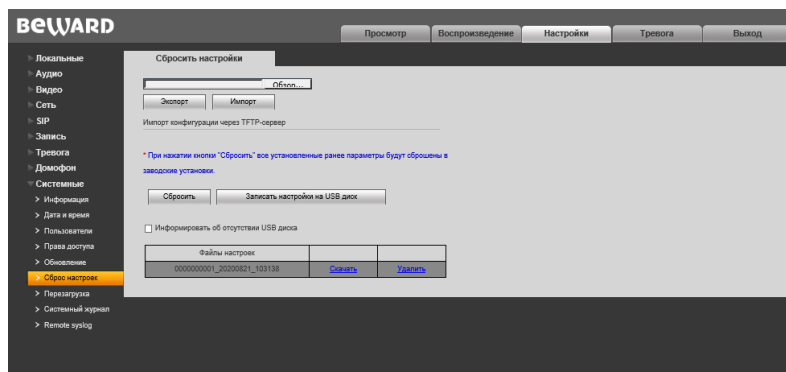 BEWARD
Просмотр
Воспроизведение
Настройки
Тревога
Выход
Локальные
Аудио
Видео
Сеть
SIP
Запись
Тревога
Домофон
Системные
Информация
Дата и время
Пользователи
Права доступа
Обновление
Сброс настроек
Перезагрузка
Системный журнал
Remote syslog
Сбросить настройки
Обзор...
Экспорт
Импорт
Импорт конфигурации через TFTP-сервер
* При нажатии кнопки "Сбросить" все установленные ранее параметры будут сброшены в
заводские установки.
Сбросить
Записать настройки на USB диск
Информировать об отсутствии USB диска
Файлы настроек
0000000001_20200821_103138
Скачать
Удалить